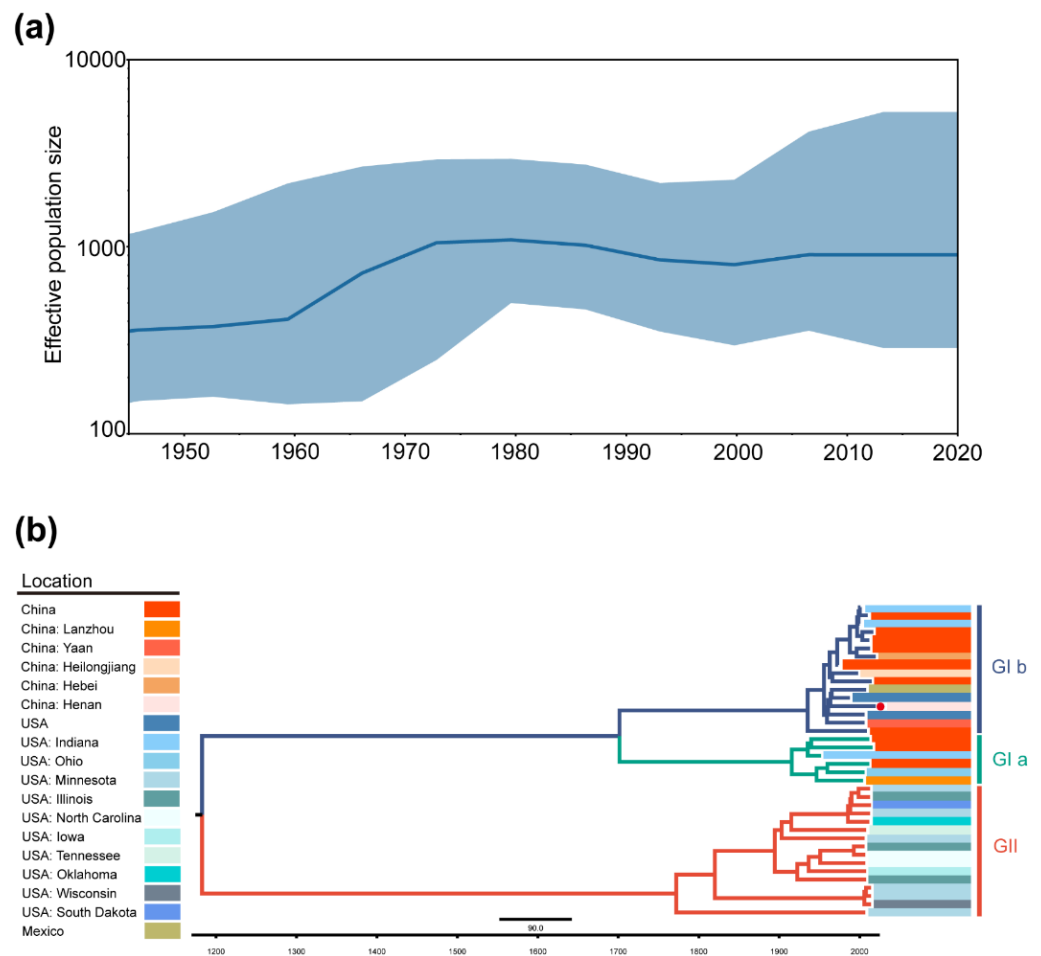 (a)
10000
1000
100
Effective population size
1950 1960 1970 1980 1990 2000 2010 2020
(b)
Location
China
China: Lanzhou
China: Yaan
China: Heilongjiang
China: Hebei
China: Henan
USA
USA: Indiana
USA: Ohio
USA: Minnesota
USA: Illinois
USA: North Carolina
USA: Iowa
USA: Tennessee
USA: Oklahoma
USA: Wisconsin
USA: South Dakota
Mexico
GI b
GI a
GII
90.0
1200 1300 1400 1500 1600 1700 1800 1900 2000